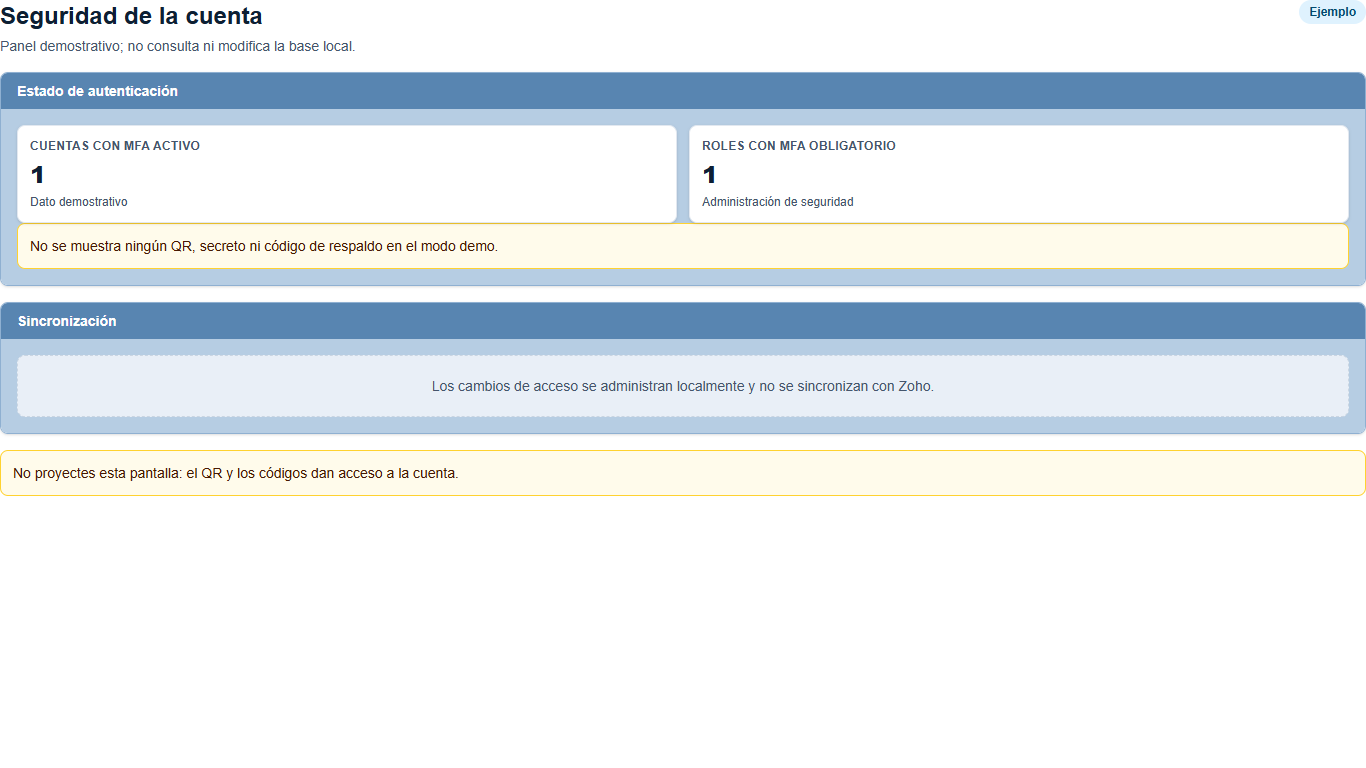 Seguridad de la cuenta
Ejemplo
Panel demostrativo; no consulta ni modifica la base local.
Estado de autenticación
CUENTAS CON MFA ACTIVO
1
Dato demostrativo
ROLES CON MFA OBLIGATORIO
1
Administración de seguridad
No se muestra ningún QR, secreto ni código de respaldo en el modo demo.
Sincronización
Los cambios de acceso se administran localmente y no se sincronizan con Zoho.
No proyectes esta pantalla: el QR y los códigos dan acceso a la cuenta.